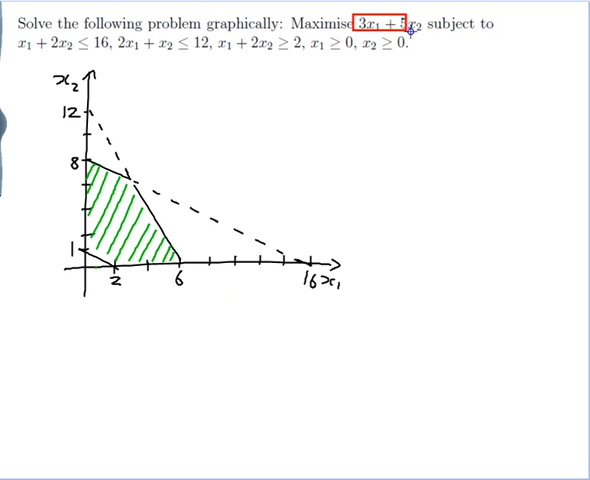 Solve the following problem graphically: Maximise 3x₁ + 5x₂ subject to
x₁ + 2x₂ ≤ 16, 2x₁ + x₂ ≤ 12, x₁ + 2x₂ ≥ 2, x₁ ≥ 0, x₂ ≥ 0.
x₂
12
8
1
2 6 16 x₁